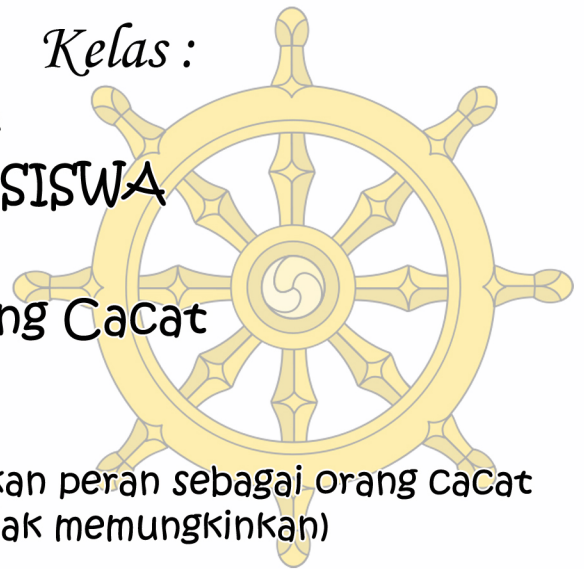 Kelas :
SISWA
ng Cacat
kan peran sebagai orang cacat
ak memungkinkan)